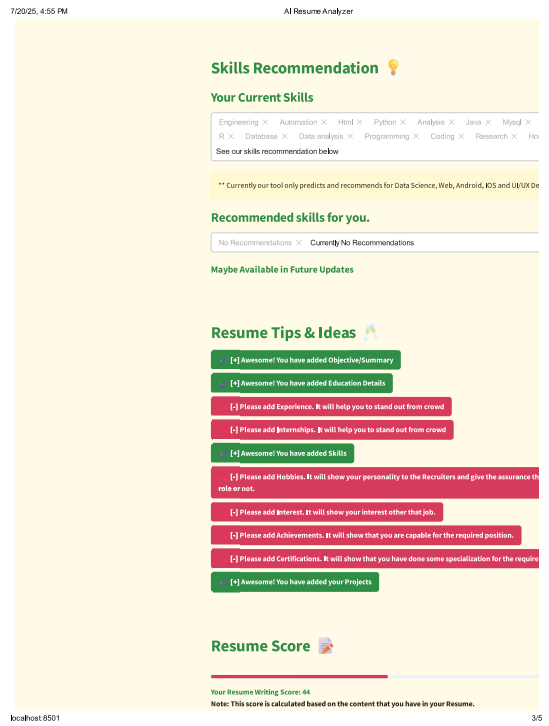 7/20/25, 4:55 PM AI Resume Analyzer
Skills Recommendation
Your Current Skills
Engineering × Automation × Html × Python × Analysis × Java × Mysql ×
R × Database × Data analysis × Programming × Coding × Research ×
See our skills recommendation below
** Currently our tool only predicts and recommends for Data Science, Web, Android, IOS and UI/UX De
Recommended skills for you.
No Recommendations × Currently No Recommendations
Maybe Available in Future Updates
Resume Tips & Ideas
[+] Awesome! You have added Objective/Summary
[+] Awesome! You have added Education Details
[-] Please add Experience. It will help you to stand out from crowd
[-] Please add Internships. It will help you to stand out from crowd
[+] Awesome! You have added Skills
[-] Please add Hobbies. It will show your personality to the Recruiters and give the assurance th
role or not.
[-] Please add Interest. It will show your interest other that job.
[-] Please add Achievements. It will show that you are capable for the required position.
[-] Please add Certifications. It will show that you have done some specialization for the require
[+] Awesome! You have added your Projects
Resume Score
Your Resume Writing Score: 44
Note: This score is calculated based on the content that you have in your Resume.
localhost:8501 3/5